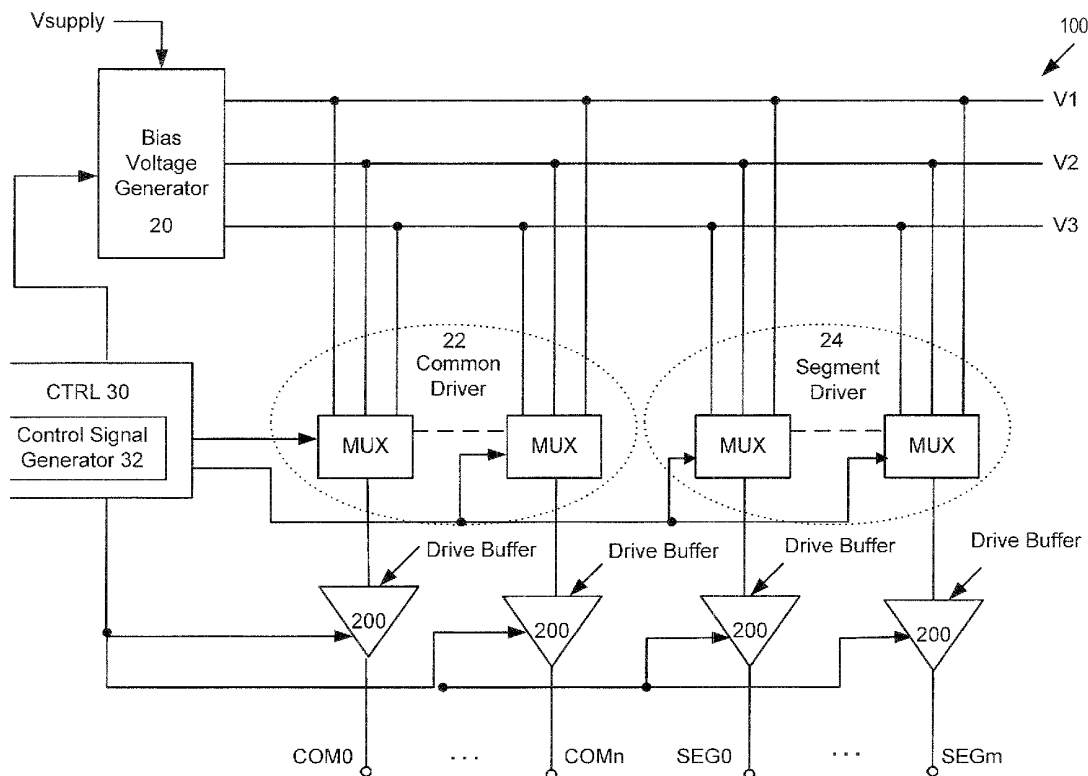 Vsupply
100
V1
Bias
Voltage
Generator
20
V2
V3
22
Common
Driver
24
Segment
Driver
CTRL 30
Control Signal
Generator 32
MUX
MUX
MUX
MUX
Drive Buffer
Drive Buffer
Drive Buffer
Drive Buffer
200
200
200
200
COM0
...
COMn
SEG0
...
SEGm